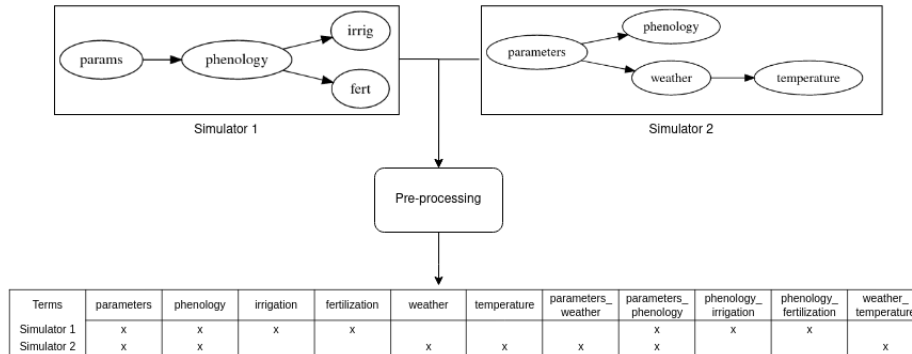 irrig
params
phenology
fert
Simulator 1
phenology
parameters
weather
temperature
Simulator 2
Pre-processing
Terms parameters phenology irrigation fertilization weather temperature parameters_ weather parameters_ phenology phenology_ irrigation phenology_ fertilization weather_ temperature
Simulator 1 x x x x x x x
Simulator 2 x x x x x x x